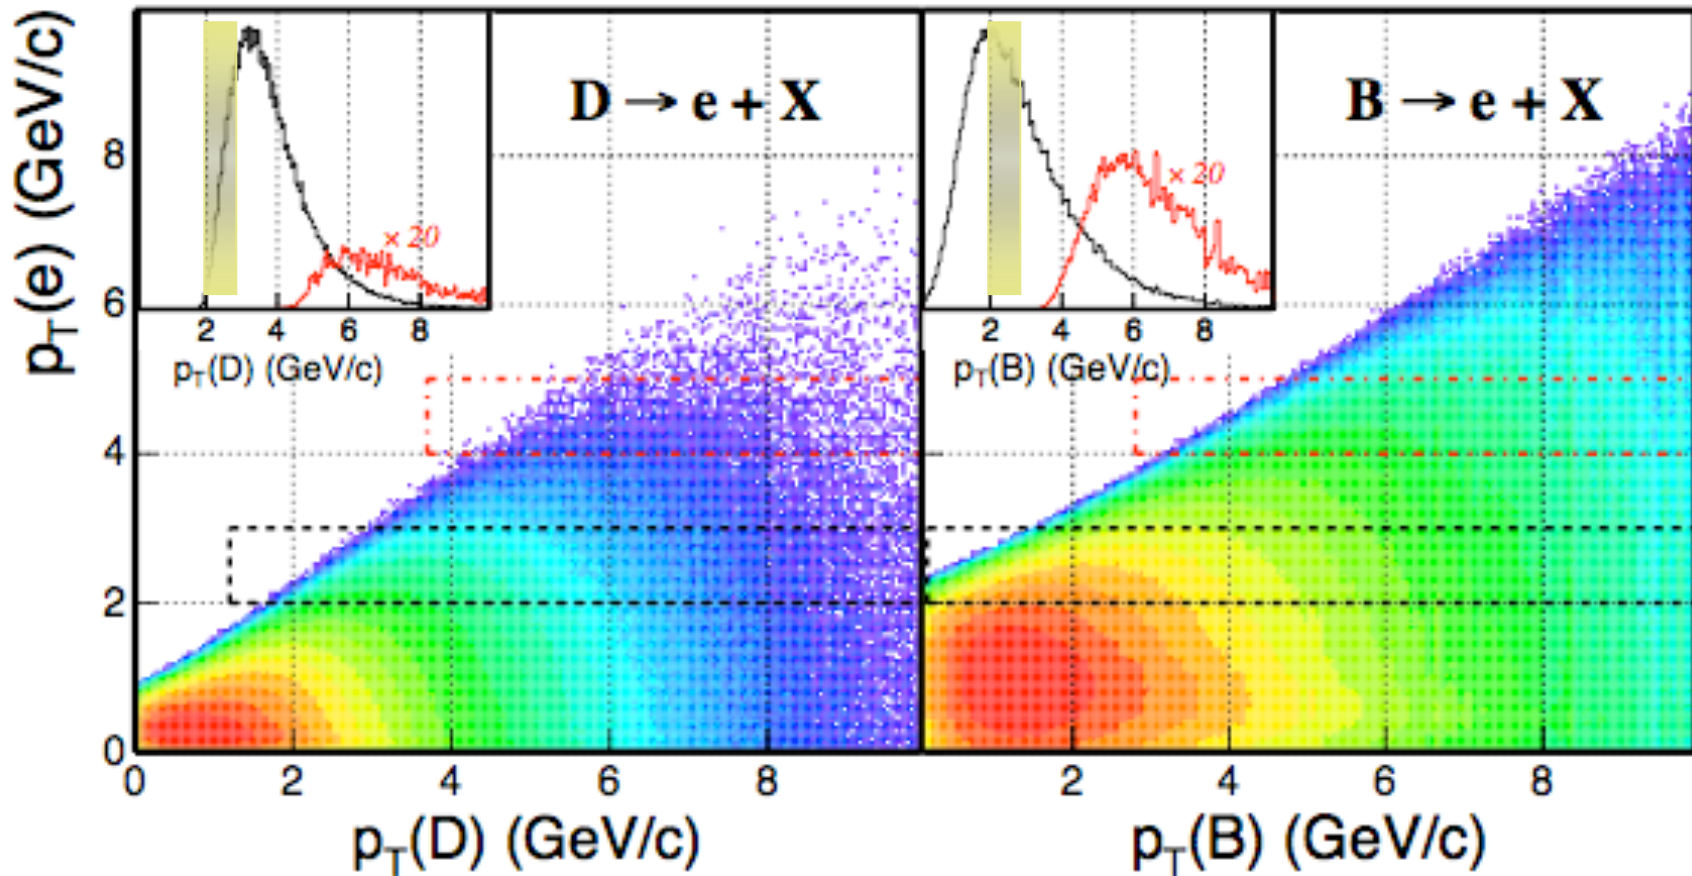 p_T(e) (GeV/c)
8
6
4
2
0
D → e + X
× 20
2 4 6 8
p_T(D) (GeV/c)
0 2 4 6 8
p_T(D) (GeV/c)
B → e + X
× 20
2 4 6 8
p_T(B) (GeV/c)
2 4 6 8
p_T(B) (GeV/c)